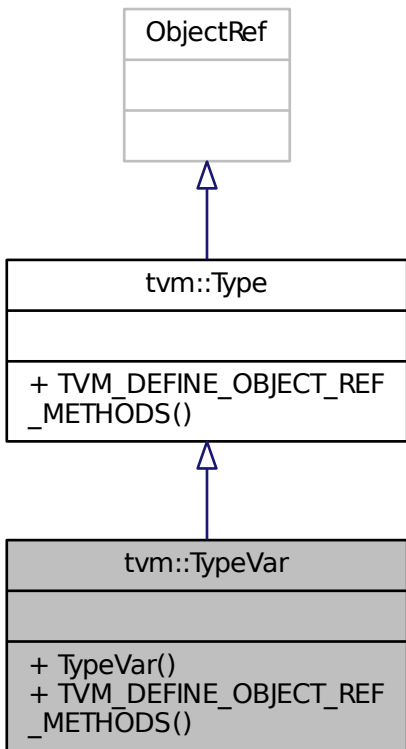 ObjectRef
tvm::Type
+ TVM_DEFINE_OBJECT_REF
_METHODS()
tvm::TypeVar
+ TypeVar()
+ TVM_DEFINE_OBJECT_REF
_METHODS()